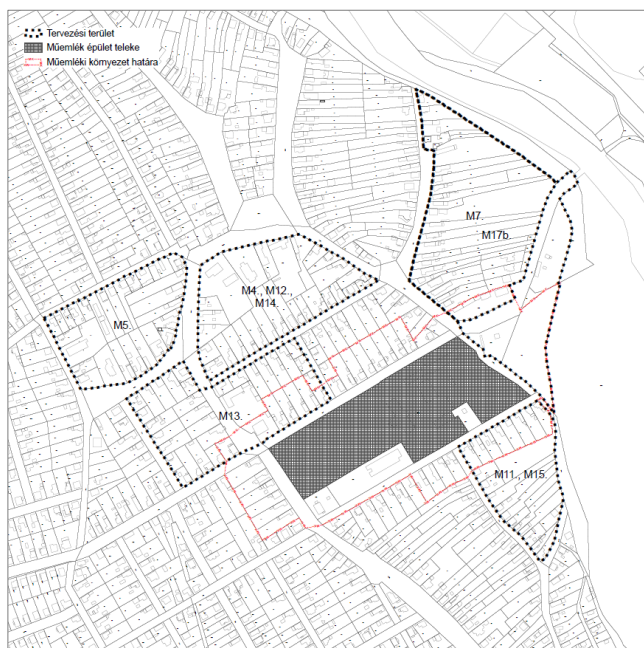 Tervezési terület
Műemlék épület teleke
Műemléki környezet határa
M7.
M17b.
M4., M12.,
M14.
M5.
M13.
M11., M15.